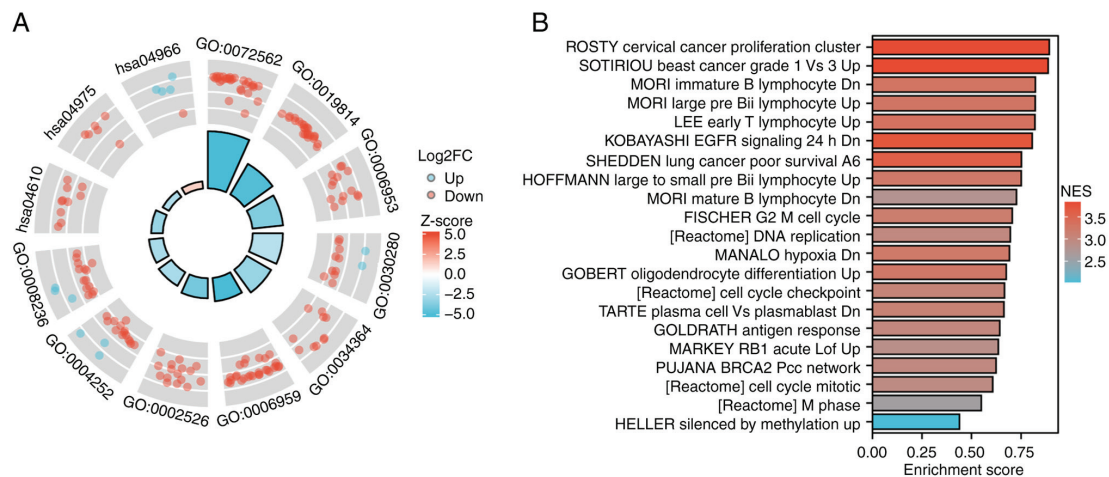 A
GO:0072562
GO:0019814
GO:0006953
GO:0030280
GO:0034364
GO:0006959
GO:0002526
GO:0004252
GO:0008236
hsa04610
hsa04975
hsa04966
Log2FC
Up
Down
Z-score
5.0
2.5
0.0
−2.5
−5.0
B
ROSTY cervical cancer proliferation cluster
SOTIRIOU beast cancer grade 1 Vs 3 Up
MORI immature B lymphocyte Dn
MORI large pre Bii lymphocyte Up
LEE early T lymphocyte Up
KOBAYASHI EGFR signaling 24 h Dn
SHEDDEN lung cancer poor survival A6
HOFFMANN large to small pre Bii lymphocyte Up
MORI mature B lymphocyte Dn
FISCHER G2 M cell cycle
[Reactome] DNA replication
MANALO hypoxia Dn
GOBERT oligodendrocyte differentiation Up
[Reactome] cell cycle checkpoint
TARTE plasma cell Vs plasmablast Dn
GOLDRATH antigen response
MARKEY RB1 acute Lof Up
PUJANA BRCA2 Pcc network
[Reactome] cell cycle mitotic
[Reactome] M phase
HELLER silenced by methylation up
0.00 0.25 0.50 0.75
Enrichment score
NES
3.5
3.0
2.5